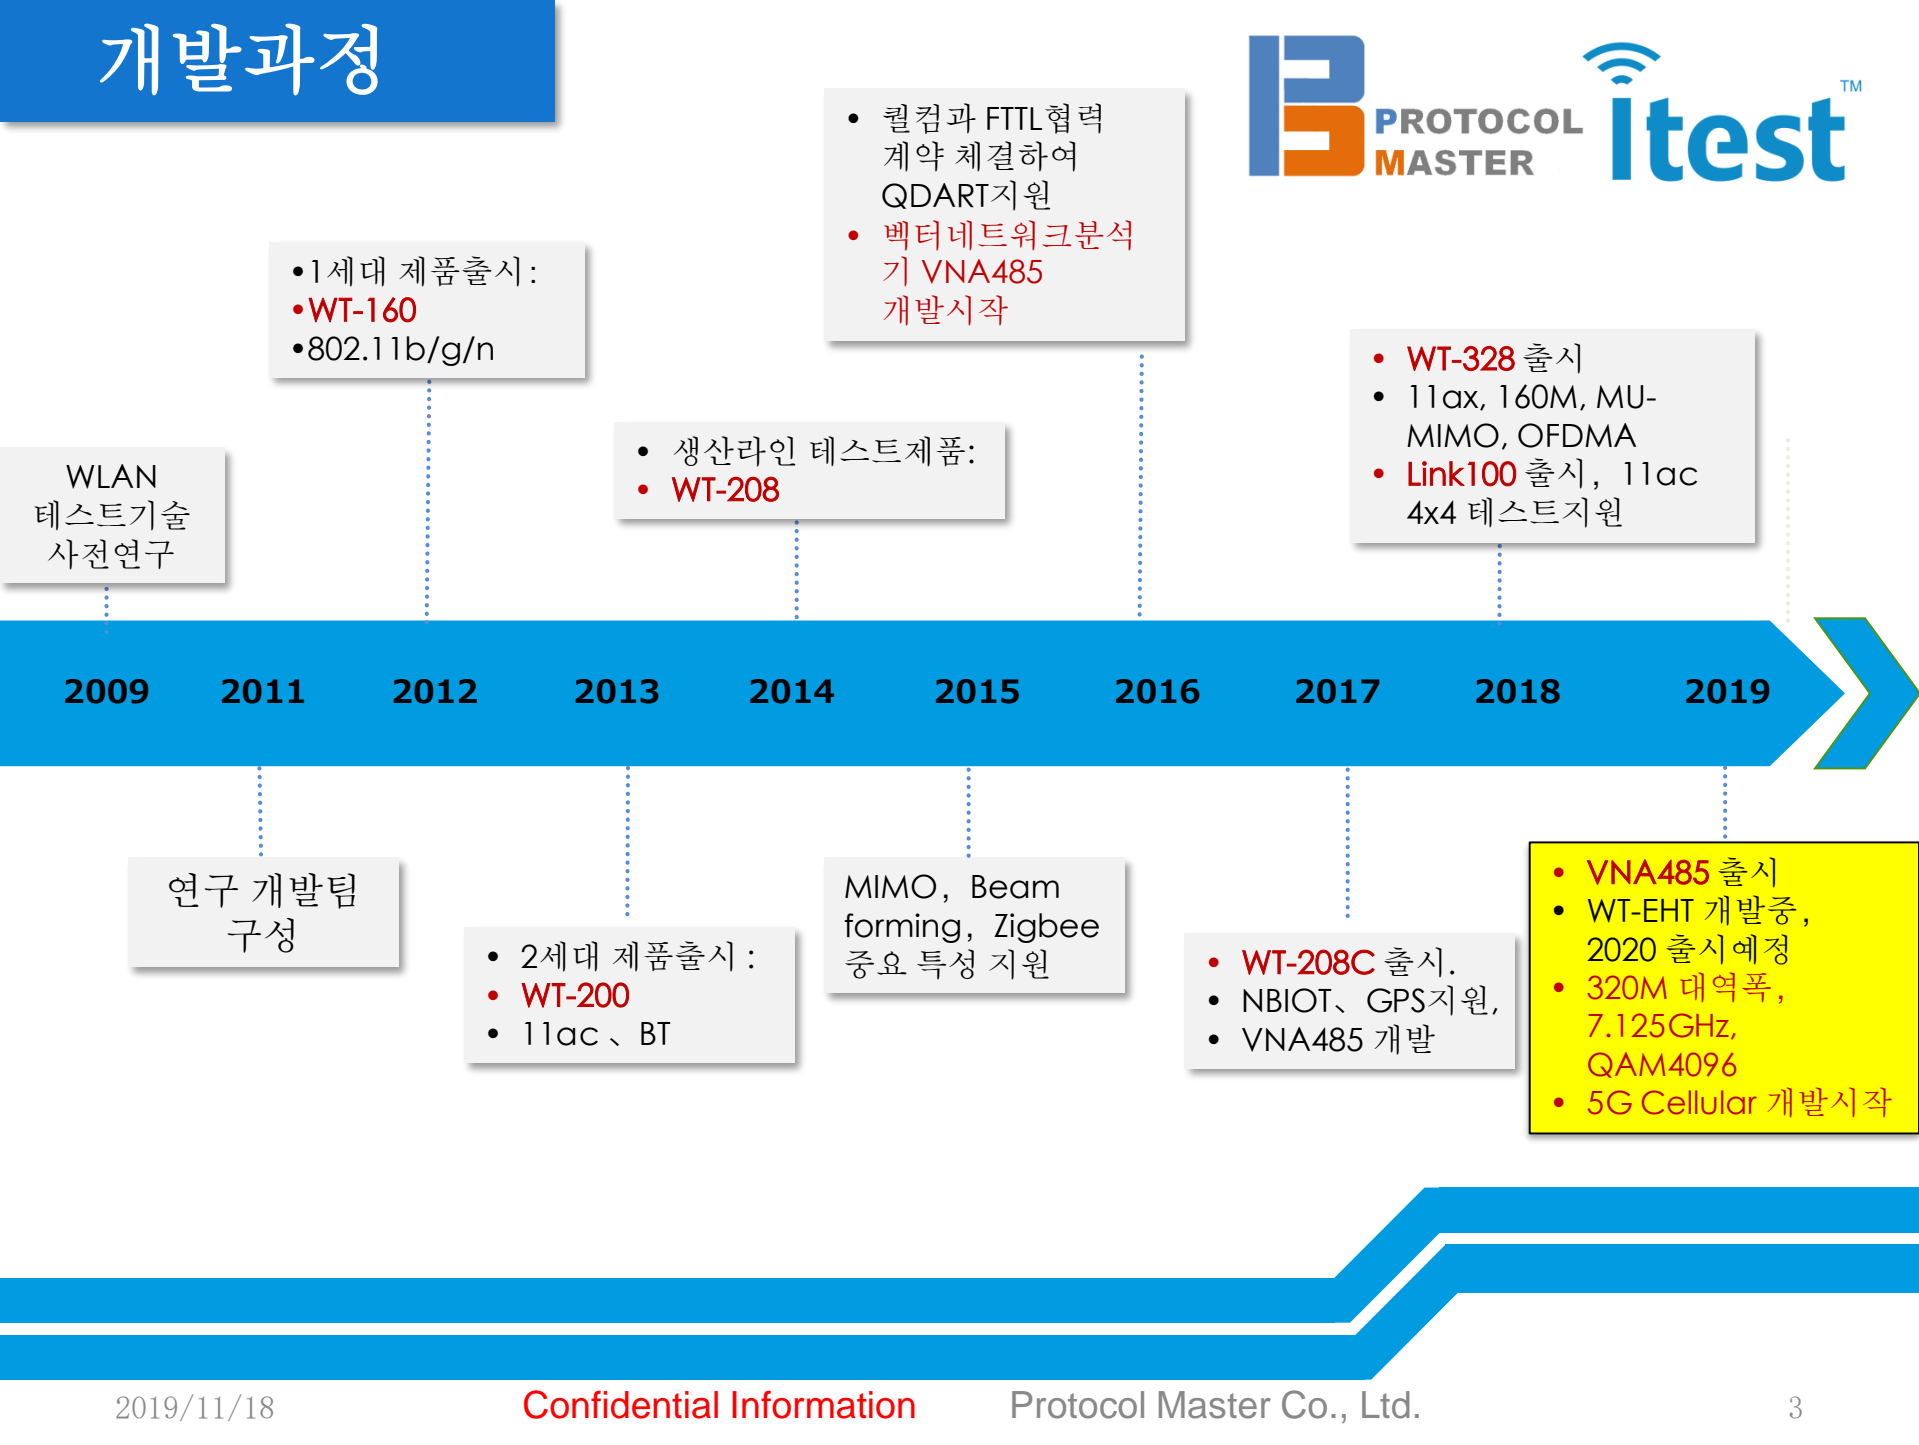 개발과정
PROTOCOL
MASTER
itest™
• 퀄컴과 FTTL협력
계약 체결하여
QDART지원
• 벡터네트워크분석
기 VNA485
개발시작
•1세대 제품출시:
•WT-160
•802.11b/g/n
• WT-328 출시
• 11ax, 160M, MU-
MIMO, OFDMA
• Link100 출시，11ac
4x4 테스트지원
• 생산라인 테스트제품:
• WT-208
WLAN
테스트기술
사전연구
2009 2011 2012 2013 2014 2015 2016 2017 2018 2019
연구 개발팀
구성
• 2세대 제품출시 :
• WT-200
• 11ac 、BT
MIMO，Beam
forming，Zigbee
중요 특성 지원
• WT-208C 출시.
• NBIOT、GPS지원,
• VNA485 개발
• VNA485 출시
• WT-EHT 개발중,
2020 출시예정
• 320M 대역폭,
7.125GHz,
QAM4096
• 5G Cellular 개발시작
2019/11/18 Confidential Information Protocol Master Co., Ltd. 3